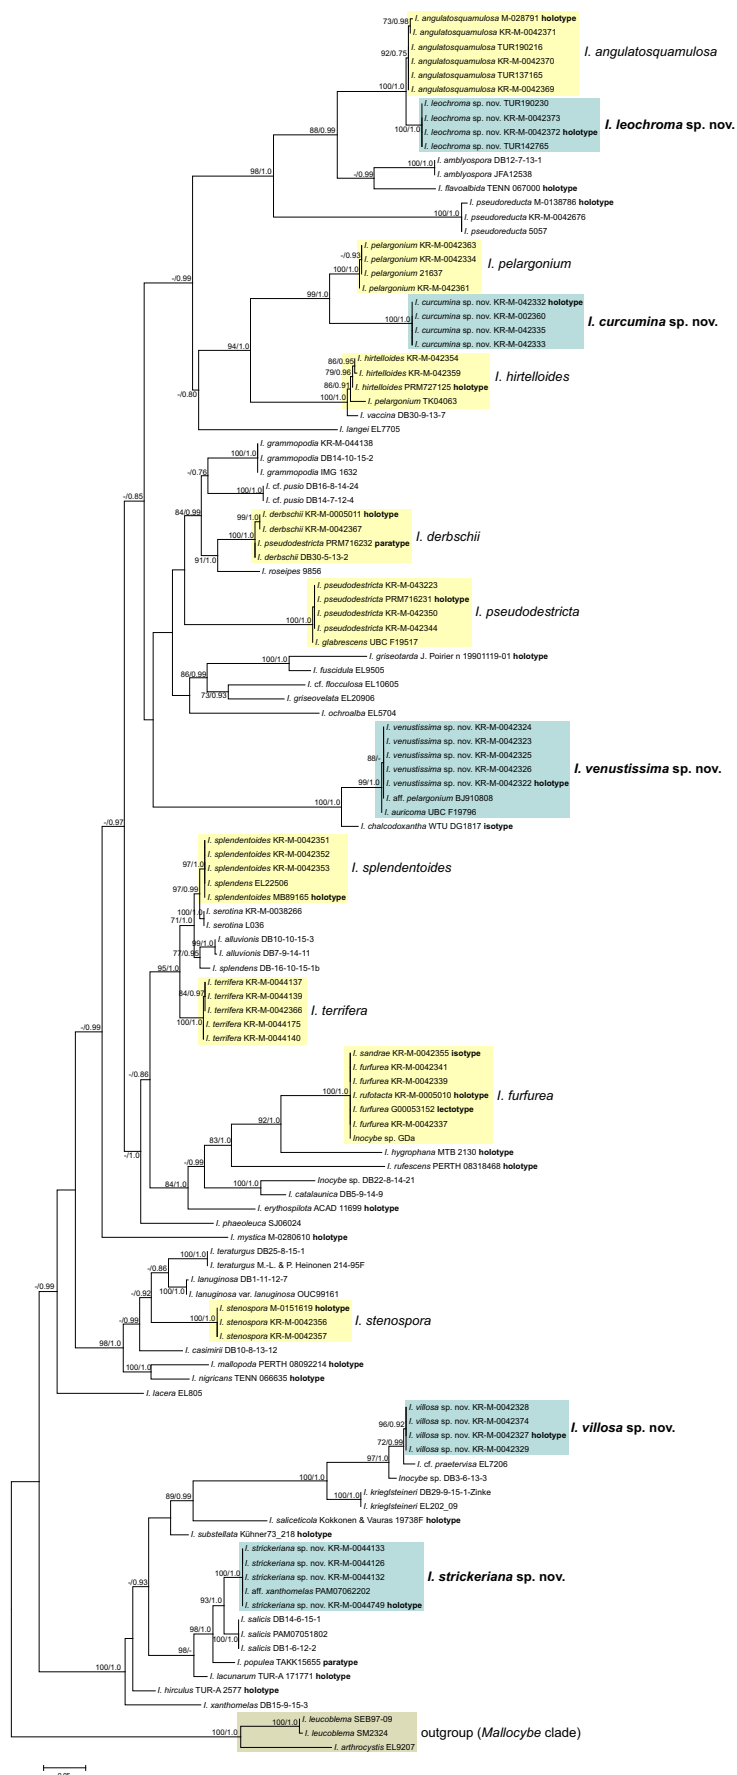 73/0.98
I. angulatosquamulosa M-028791 holotype
I. angulatosquamulosa KR-M-0042371
92/0.75
I. angulatosquamulosa TUR190216
I. angulatosquamulosa
I. angulatosquamulosa KR-M-0042370
I. angulatosquamulosa TUR137165
100/1.0
I. angulatosquamulosa KR-M-0042369
I. leochroma sp. nov. TUR190230
I. leochroma sp. nov. KR-M-0042373
I. leochroma sp. nov.
88/0.99
100/1.0
I. leochroma sp. nov. KR-M-0042372 holotype
I. leochroma sp. nov. TUR142765
100/1.0
I. amblyospora DB12-7-13-1
I. amblyospora JFA12538
98/1.0
-/0.99
I. flavoalbida TENN 067000 holotype
I. pseudoreducta M-0138786 holotype
100/1.0
I. pseudoreducta KR-M-0042676
I. pseudoreducta 5057
-/0.93
I. pelargonium KR-M-0042363
I. pelargonium KR-M-0042334
I. pelargonium
100/1.0
I. pelargonium 21637
-/0.99
I. pelargonium KR-M-042361
99/1.0
I. curcumina sp. nov. KR-M-042332 holotype
I. curcumina sp. nov. KR-M-002360
I. curcumina sp. nov.
100/1.0
I. curcumina sp. nov. KR-M-042335
I. curcumina sp. nov. KR-M-042333
94/1.0
86/0.95
I. hirtelloides KR-M-042354
79/0.96
I. hirtelloides KR-M-042359
I. hirtelloides
86/0.91
I. hirtelloides PRM727125 holotype
-/0.80
100/1.0
I. pelargonium TK04063
I. vaccina DB30-9-13-7
I. langei EL7705
I. grammopodia KR-M-044138
100/1.0
I. grammopodia DB14-10-15-2
-/0.76
I. grammopodia IMG 1632
I. cf. pusio DB16-8-14-24
100/1.0
-/0.85
I. cf. pusio DB14-7-12-4
84/0.99
I. derbschii KR-M-0005011 holotype
99/1.0
I. derbschii KR-M-0042367
I. derbschii
100/1.0
I. pseudodestricta PRM716232 paratype
I. derbschii DB30-5-13-2
91/1.0
I. roseipes 9856
I. pseudodestricta KR-M-043223
I. pseudodestricta PRM716231 holotype
I. pseudodestricta
I. pseudodestricta KR-M-042350
100/1.0
I. pseudodestricta KR-M-042344
I. glabrescens UBC F19517
100/1.0
I. griseotarda J. Poirier n 19901119-01 holotype
I. fuscidula EL9505
86/0.99
I. cf. flocculosa EL10605
73/0.93
I. griseovelata EL20906
I. ochroalba EL5704
I. venustissima sp. nov. KR-M-0042324
I. venustissima sp. nov. KR-M-0042323
I. venustissima sp. nov. KR-M-0042325
88/-
I. venustissima sp. nov. KR-M-0042326
I. venustissima sp. nov.
99/1.0
I. venustissima sp. nov. KR-M-0042322 holotype
I. aff. pelargonium BJ910808
100/1.0
I. auricoma UBC F19796
-/0.97
I. chalcodoxantha WTU DG1817 isotype
I. splendentoides KR-M-0042351
I. splendentoides KR-M-0042352
97/1.0
I. splendentoides KR-M-0042353
I. splendentoides
97/0.99
I. splendens EL22506
I. splendentoides MB89165 holotype
100/1.0
I. serotina KR-M-0038266
71/1.0
I. serotina L036
99/1.0
I. alluvionis DB10-10-15-3
77/0.95
I. alluvionis DB7-9-14-11
95/1.0
I. splendens DB-16-10-15-1b
I. terrifera KR-M-0044137
84/0.97
I. terrifera KR-M-0044139
I. terrifera KR-M-0042366
I. terrifera
100/1.0
I. terrifera KR-M-0044175
-/0.99
I. terrifera KR-M-0044140
I. sandrae KR-M-0042355 isotype
I. furfurea KR-M-0042341
-/0.86
I. furfurea KR-M-0042339
100/1.0
I. rufotacta KR-M-0005010 holotype
I. furfurea
I. furfurea G00053152 lectotype
92/1.0
I. furfurea KR-M-0042337
Inocybe sp. GDa
83/1.0
I. hygrophana MTB 2130 holotype
-/1.0
-/0.99
I. rufescens PERTH 08318468 holotype
84/1.0
100/1.0
Inocybe sp. DB22-8-14-21
I. catalaunica DB5-9-14-9
I. erythospilota ACAD 11699 holotype
I. phaeoleuca SJ06024
I. mystica M-0280610 holotype
100/1.0
I. teraturgus DB25-8-15-1
-/0.86
I. teraturgus M.-L. & P. Heinonen 214-95F
I. lanuginosa DB1-11-12-7
-/0.99
-/0.92
100/1.0
I. lanuginosa var. lanuginosa OUC99161
I. stenospora M-0151619 holotype
-/0.99
100/1.0
I. stenospora KR-M-0042356
I. stenospora
I. stenospora KR-M-0042357
98/1.0
I. casimirii DB10-8-13-12
100/1.0
I. mallopoda PERTH 08092214 holotype
I. nigricans TENN 066635 holotype
I. lacera EL805
I. villosa sp. nov. KR-M-0042328
96/0.92
I. villosa sp. nov. KR-M-0042374
I. villosa sp. nov.
72/0.99
I. villosa sp. nov. KR-M-0042327 holotype
I. villosa sp. nov. KR-M-0042329
97/1.0
I. cf. praetervisa EL7206
100/1.0
Inocybe sp. DB3-6-13-3
100/1.0
I. krieglsteineri DB29-9-15-1-Zinke
89/0.99
I. krieglsteineri EL202_09
I. saliceticola Kokkonen & Vauras 19738F holotype
I. substellata Kühner73_218 holotype
I. strickeriana sp. nov. KR-M-0044133
I. strickeriana sp. nov. KR-M-0044126
100/1.0
I. strickeriana sp. nov. KR-M-0044132
I. strickeriana sp. nov.
-/0.93
I. aff. xanthomelas PAM07062202
93/1.0
I. strickeriana sp. nov. KR-M-0044749 holotype
I. salicis DB14-6-15-1
98/1.0
100/1.0
I. salicis PAM07051802
I. salicis DB1-6-12-2
98/-
I. populea TAKK15655 paratype
100/1.0
I. lacunarum TUR-A 171771 holotype
I. hirculus TUR-A 2577 holotype
I. xanthomelas DB15-9-15-3
100/1.0
I. leucoblema SEB97-09
100/1.0
I. leucoblema SM2324
outgroup (Mallocybe clade)
I. arthrocystis EL9207